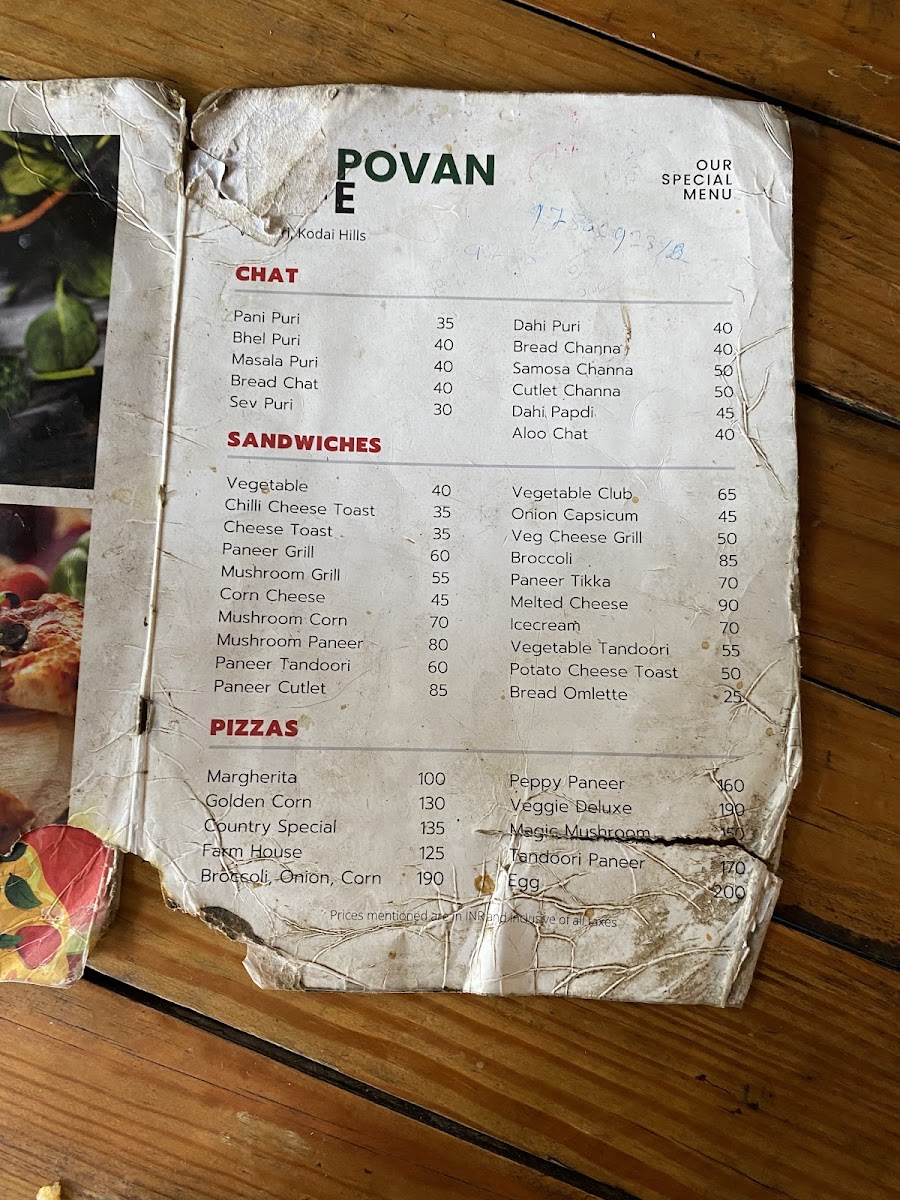 POVAN
OUR
SPECIAL
MENU
Kodai Hills
CHAT
Pani Puri 35
Bhel Puri 40
Masala Puri 40
Bread Chat 40
Sev Puri 30
Dahi Puri 40
Bread Channa 40
Samosa Channa 50
Cutlet Channa 50
Dahi Papdi 45
Aloo Chat 40
SANDWICHES
Vegetable 40
Chilli Cheese Toast 35
Cheese Toast 35
Paneer Grill 60
Mushroom Grill 55
Corn Cheese 45
Mushroom Corn 70
Mushroom Paneer 80
Paneer Tandoori 60
Paneer Cutlet 85
Vegetable Club 65
Onion Capsicum 45
Veg Cheese Grill 50
Broccoli 85
Paneer Tikka 70
Melted Cheese 90
Icecream 70
Vegetable Tandoori 55
Potato Cheese Toast 50
Bread Omlette 25
PIZZAS
Margherita 100
Golden Corn 130
Country Special 135
Farm House 125
Broccoli, Onion, Corn 190
Peppy Paneer 160
Veggie Deluxe 190
Magic Mushroom 150
Tandoori Paneer 170
Egg 200
Prices mentioned are in INR and inclusive of all taxes